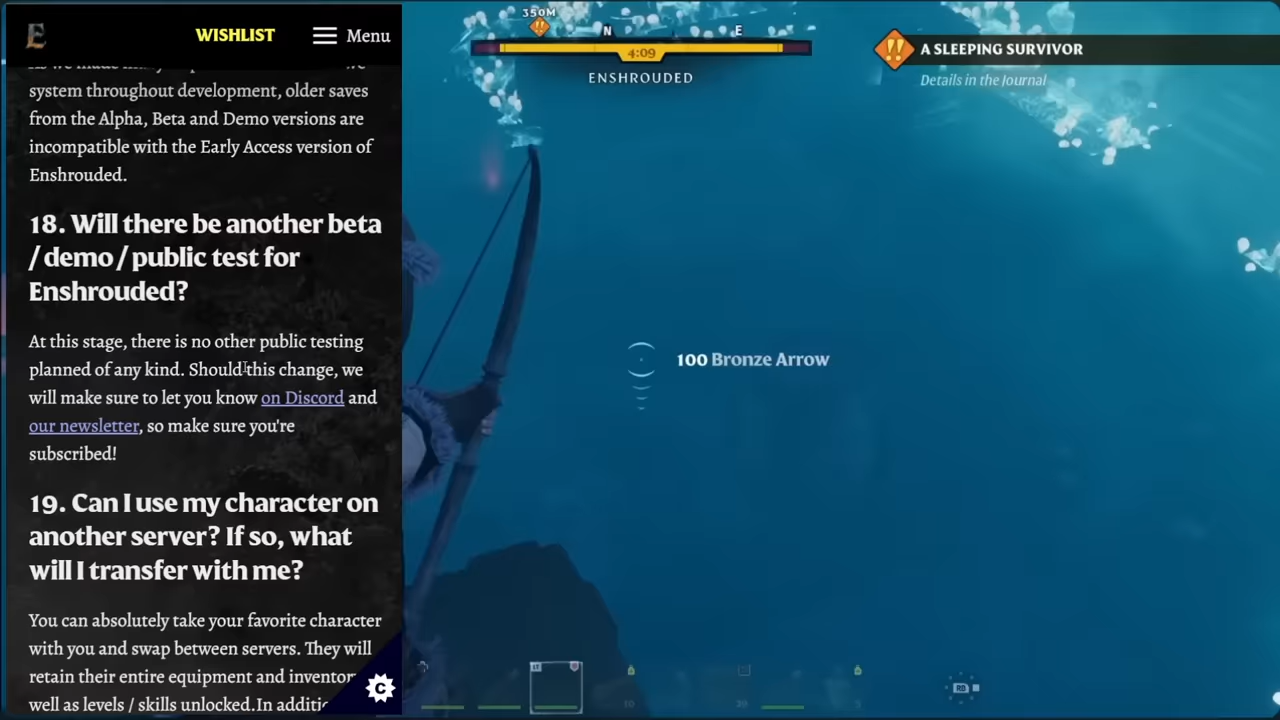 WISHLIST
Menu
system throughout development, older saves
from the Alpha, Beta and Demo versions are
incompatible with the Early Access version of
Enshrouded.
18. Will there be another beta
/ demo / public test for
Enshrouded?
At this stage, there is no other public testing
planned of any kind. Should this change, we
will make sure to let you know on Discord and
our newsletter, so make sure you're
subscribed!
19. Can I use my character on
another server? If so, what
will I transfer with me?
You can absolutely take your favorite character
with you and swap between servers. They will
retain their entire equipment and inventor
well as levels / skills unlocked.In additi
350M
N
E
4:09
ENSHROUDED
A SLEEPING SURVIVOR
Details in the Journal
100 Bronze Arrow
LT
RB